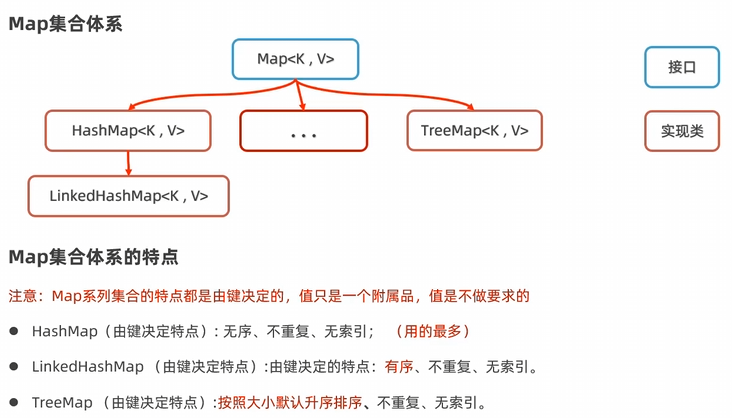 Map集合体系
Map<K , V>
接口
HashMap<K , V>
...
TreeMap<K , V>
实现类
LinkedHashMap<K , V>
Map集合体系的特点
注意：Map系列集合的特点都是由键决定的，值只是一个附属品，值是不做要求的
● HashMap（由键决定特点）: 无序、不重复、无索引； （用的最多）
● LinkedHashMap （由键决定特点）:由键决定的特点：有序、不重复、无索引。
● TreeMap （由键决定特点）:按照大小默认升序排序、不重复、无索引。